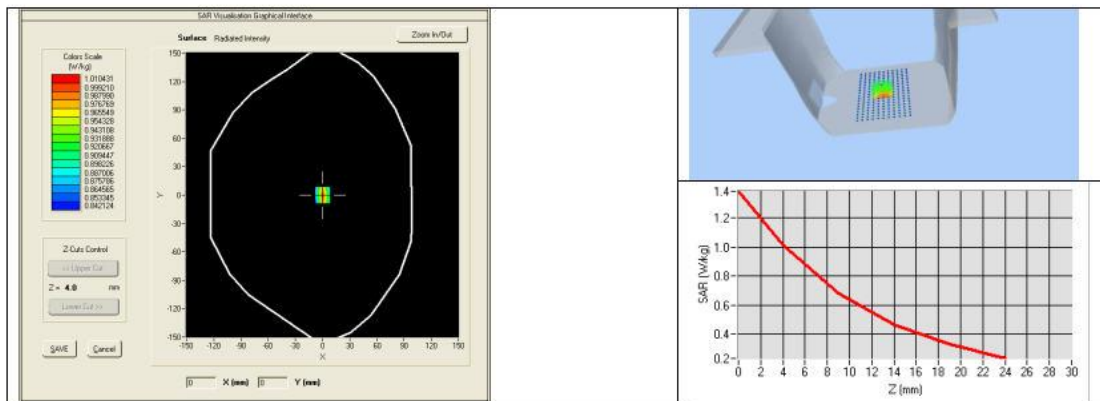 SAR Visualisation Graphical Interface
Surface Radiated Intensity
Zoom In/Out
Colors Scale
(W/kg)
1.010431
0.999210
0.987990
0.976769
0.965549
0.954328
0.943108
0.931888
0.920667
0.909447
0.898226
0.887006
0.875786
0.864565
0.853345
0.842124
Z-Cuts Control
<< Upper Cut
Z = 4.0 mm
Lower Cut >>
SAVE Cancel
150
120
90
60
30
0
-30
-60
-90
-120
-150
Y
-150 -120 -90 -60 -30 0 30 60 90 120 150
X
0 X (mm) 0 Y (mm)
1.4
1.2
1.0
0.8
0.6
0.4
0.2
SAR (W/kg)
0 2 4 6 8 10 12 14 16 18 20 22 24 26 28 30
Z (mm)